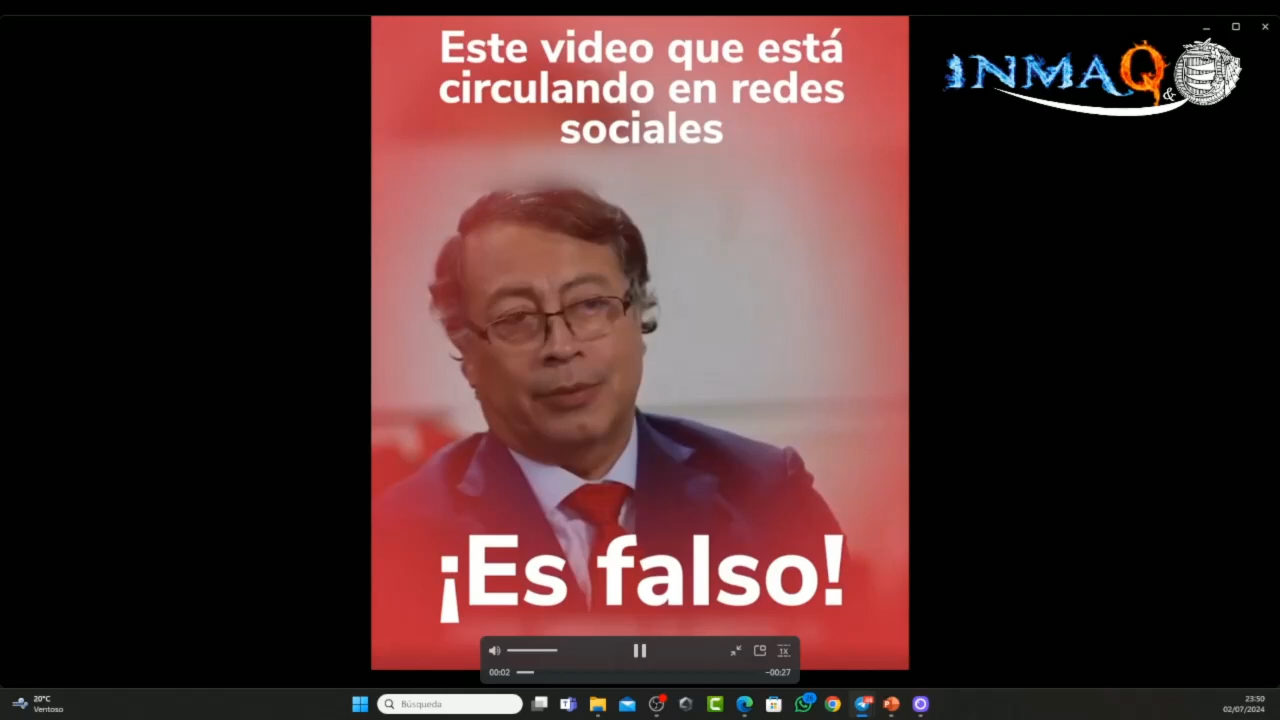 Este video que está
circulando en redes
sociales
INMAQ
&
¡Es falso!
1X
00:02
-00:27
20°C
Ventoso
Búsqueda
23:50
02/07/2024